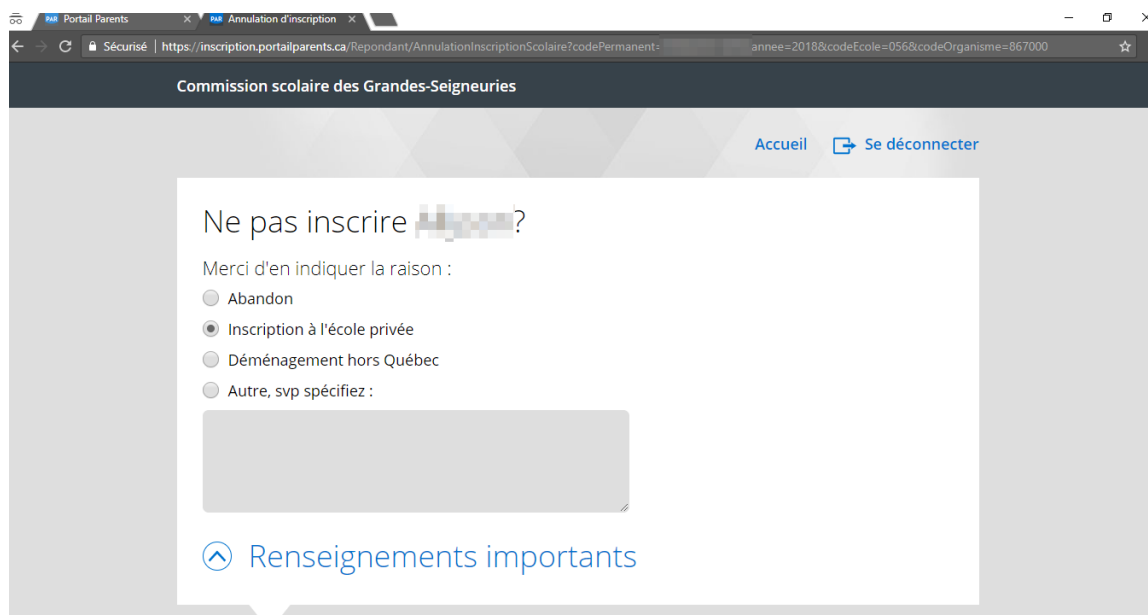 PAR Portail Parents
PAR Annulation d'inscription
Sécurisé | https://inscription.portailparents.ca/Repondant/AnnulationInscriptionScolaire?codePermanent= annee=2018&codeEcole=056&codeOrganisme=867000
Commission scolaire des Grandes-Seigneuries
Accueil Se déconnecter
Ne pas inscrire ?
Merci d'en indiquer la raison :
Abandon
Inscription à l'école privée
Déménagement hors Québec
Autre, svp spécifiez :
Renseignements importants